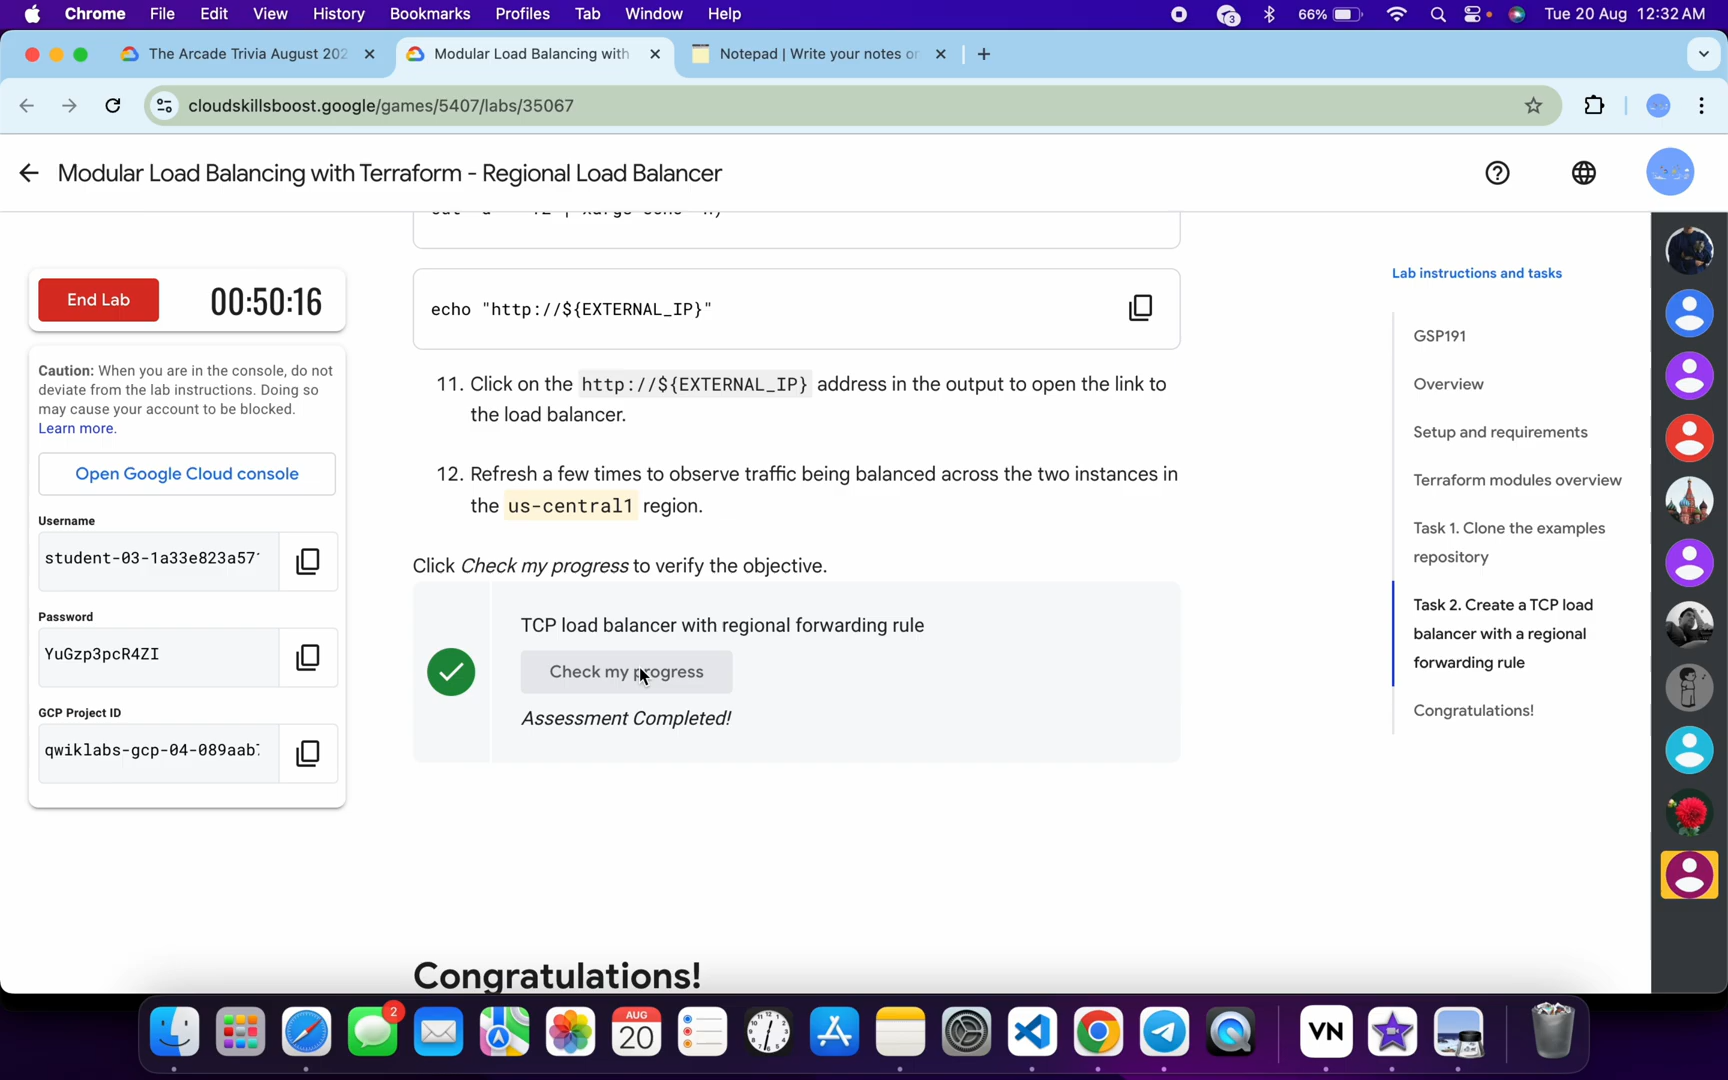 Chrome File Edit View History Bookmarks Profiles Tab Window Help 3 66% Tue 20 Aug 12:32 AM
The Arcade Trivia August 202 Modular Load Balancing with Notepad | Write your notes or
cloudskillsboost.google/games/5407/labs/35067
Modular Load Balancing with Terraform - Regional Load Balancer
End Lab 00:50:16
Caution: When you are in the console, do not
deviate from the lab instructions. Doing so
may cause your account to be blocked.
Learn more.
Open Google Cloud console
Username
student-03-1a33e823a57
Password
YuGzp3pcR4ZI
GCP Project ID
qwiklabs-gcp-04-089aab
echo "http://${EXTERNAL_IP}"
11. Click on the http://${EXTERNAL_IP} address in the output to open the link to
the load balancer.
12. Refresh a few times to observe traffic being balanced across the two instances in
the us-central1 region.
Click Check my progress to verify the objective.
TCP load balancer with regional forwarding rule
Check my progress
Assessment Completed!
Congratulations!
Lab instructions and tasks
GSP191
Overview
Setup and requirements
Terraform modules overview
Task 1. Clone the examples
repository
Task 2. Create a TCP load
balancer with a regional
forwarding rule
Congratulations!
2
AUG
20
VN